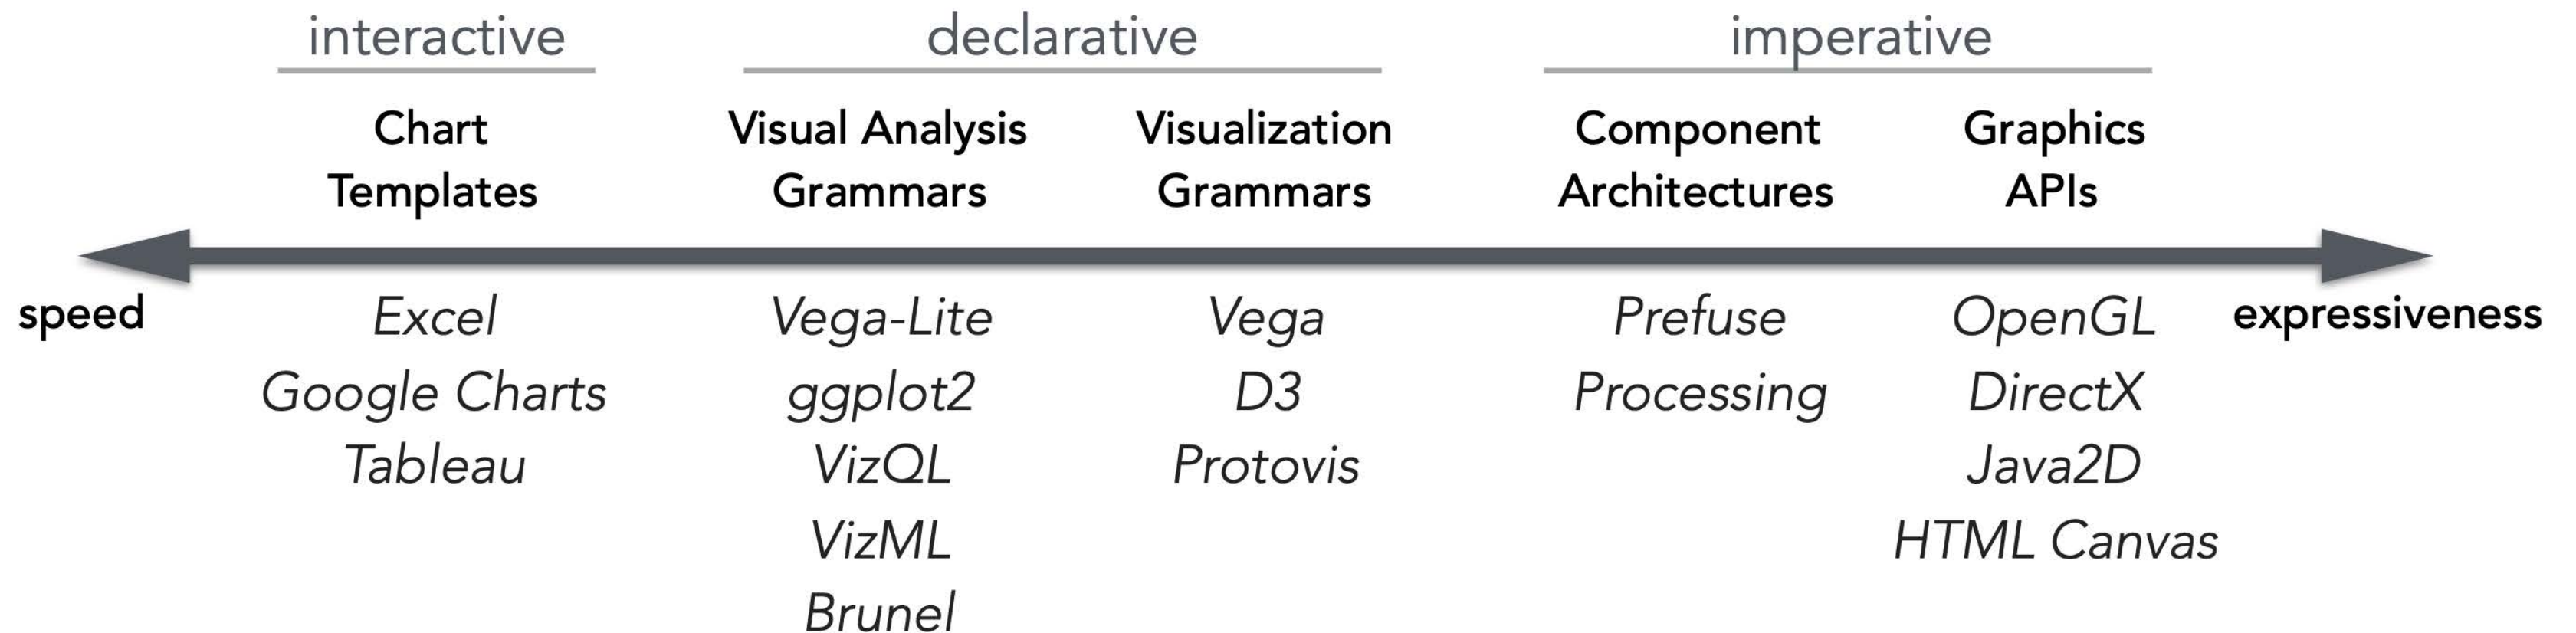 interactive
declarative
imperative
Chart
Templates
Visual Analysis
Grammars
Visualization
Grammars
Component
Architectures
Graphics
APIs
speed
expressiveness
Excel
Google Charts
Tableau
Vega-Lite
ggplot2
VizQL
VizML
Brunel
Vega
D3
Protovis
Prefuse
Processing
OpenGL
DirectX
Java2D
HTML Canvas